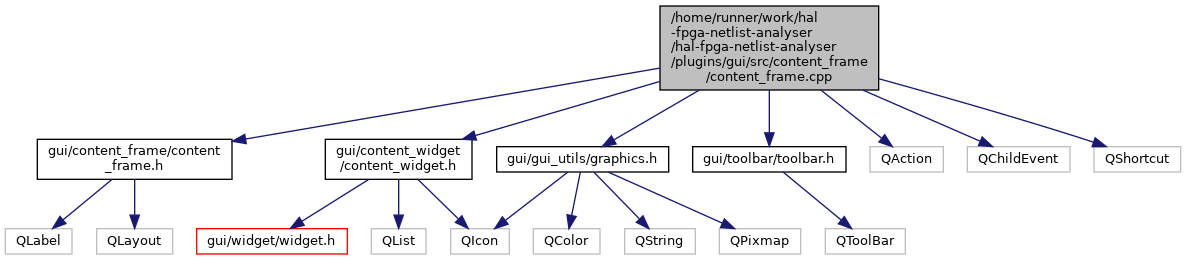 /home/runner/work/hal
-fpga-netlist-analyser
/hal-fpga-netlist-analyser
/plugins/gui/src/content_frame
/content_frame.cpp
gui/content_frame/content
_frame.h
gui/content_widget
/content_widget.h
gui/gui_utils/graphics.h
gui/toolbar/toolbar.h
QAction
QChildEvent
QShortcut
QLabel
QLayout
gui/widget/widget.h
QList
QIcon
QColor
QString
QPixmap
QToolBar